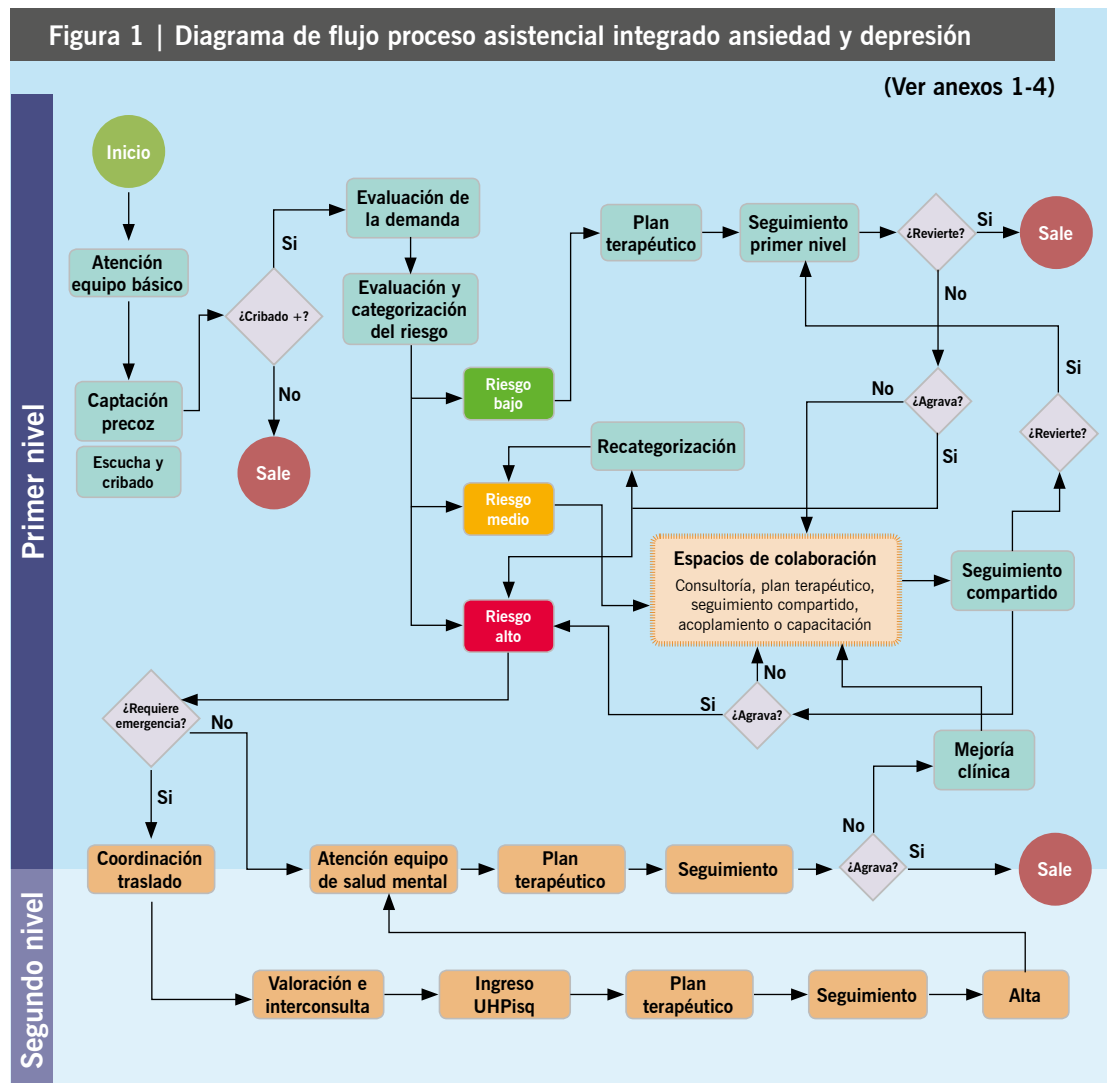 Figura 1 | Diagrama de flujo proceso asistencial integrado ansiedad y depresión
(Ver anexos 1-4)
Primer nivel
Segundo nivel
Inicio
Atención
equipo básico
Captación
precoz
Escucha y
cribado
¿Cribado +?
Si
No
Sale
Evaluación de
la demanda
Evaluación y
categorización
del riesgo
Riesgo
bajo
Riesgo
medio
Riesgo
alto
Recategorización
Plan
terapéutico
Seguimiento
primer nivel
¿Revierte?
Si
Sale
No
¿Agrava?
No
Si
Si
¿Revierte?
Espacios de colaboración
Consultoría, plan terapéutico,
seguimiento compartido,
acoplamiento o capacitación
Seguimiento
compartido
No
Si
¿Agrava?
¿Requiere
emergencia?
No
Si
Mejoría
clínica
Coordinación
traslado
Atención equipo
de salud mental
Plan
terapéutico
Seguimiento
No
¿Agrava?
Si
Sale
Valoración e
interconsulta
Ingreso
UHPisq
Plan
terapéutico
Seguimiento
Alta